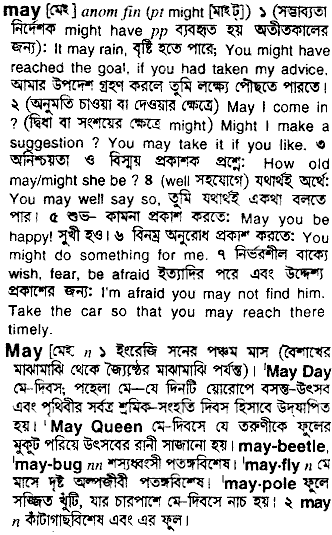 may [মেই] anom fin (pt might [মাইট্]) ১ (সম্ভাব্যতা
নির্দেশক might have pp ব্যবহৃত হয় অতীতকালের
জন্য): It may rain, বৃষ্টি হতে পারে; You might have
reached the goal, if you had taken my advice.
আমার উপদেশ গ্রহণ করলে তুমি লক্ষ্যে পৌঁছতে পারতে।
২ (অনুমতি চাওয়া বা দেওয়ার ক্ষেত্রে) May I come in
? (দ্বিধা বা সংশয়ের ক্ষেত্রে might) Might I make a
suggestion ? You may take it if you like. ৩
অনিশ্চয়তা ও বিস্ময় প্রকাশক প্রশ্নে: How old
may/might she be ? ৪ (well সহযোগে) যথার্থই অর্থে:
You may well say so, তুমি যথার্থই একথা বলতে
পার। ৫ শুভ– কামনা প্রকাশ করতে: May you be
happy! সুখী হও। ৬ বিনম্র অনুরোধ প্রকাশ করতে: You
might do something for me. ৭ নির্ভরশীল বাক্যে
wish, fear, be afraid ইত্যাদির পরে এবং উদ্দেশ্য
প্রকাশের জন্য: I'm afraid you may not find him.
Take the car so that you may reach there
timely.
May [মেই্ n ১ ইংরেজি সনের পঞ্চম মাস (বৈশাখের
মাঝামাঝি থেকে জ্যৈষ্ঠের মাঝামাঝি পর্যন্ত)। ˈMay Day
মে–দিবস; পহেলা মে—যে দিনটি য়োরোপে বসন্ত–উৎসব
এবং পৃথিবীর সর্বত্র শ্রমিক–সংহতি দিবস হিসাবে উদ্‌যাপিত
হয়। ˈMay Queen মে–দিবসে যে তরুণীকে ফুলের
মুকুট পরিয়ে উৎসবের রানী সাজানো হয়। may-beetle,
ˈmay-bug nn শস্যধ্বংসী পতঙ্গবিশেষ। ˈmay-fly n মে
মাসে দৃষ্ট অল্পজীবী পতঙ্গবিশেষ। ˈmay-pole ফুলে
সজ্জিত খুঁটি, যার চারপাশে মে–দিবসে নাচ হয়। ২ may
n কাঁটাগাছবিশেষ এবং এর ফুল।